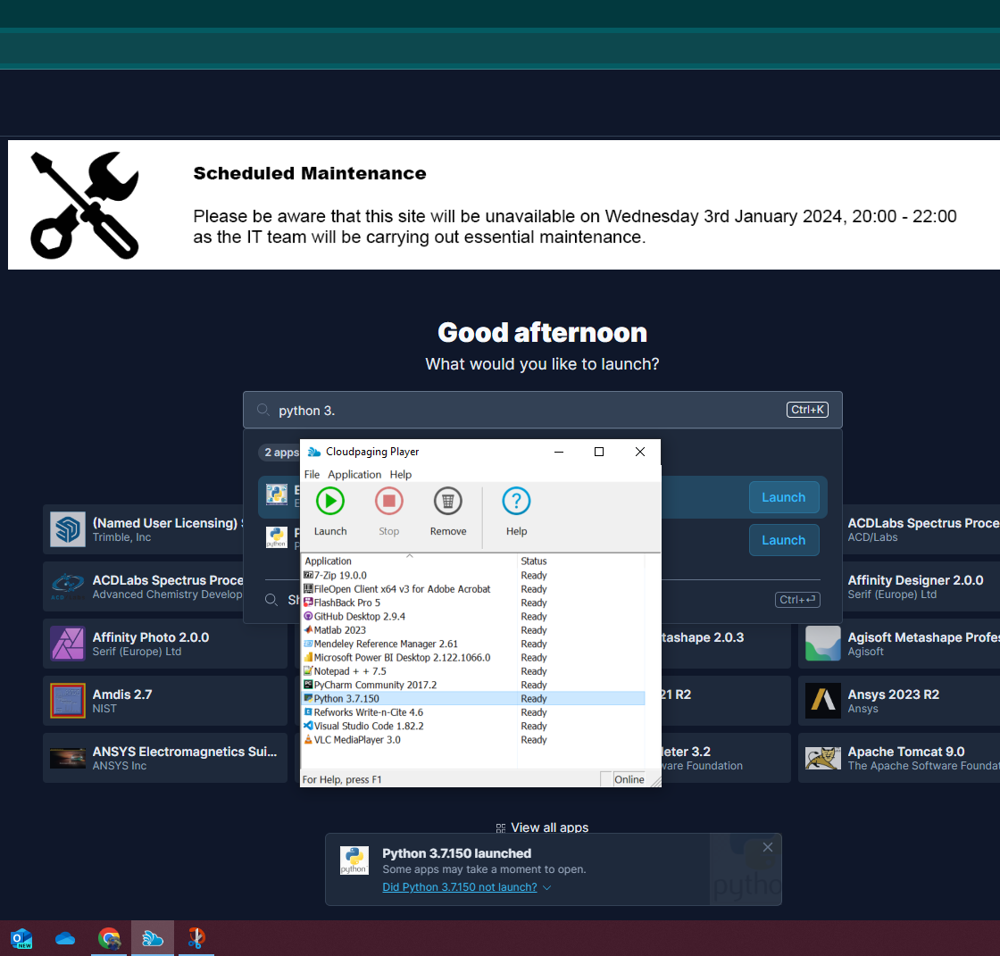 Scheduled Maintenance
Please be aware that this site will be unavailable on Wednesday 3rd January 2024, 20:00 - 22:00
as the IT team will be carrying out essential maintenance.
Good afternoon
What would you like to launch?
python 3.
Ctrl+K
2 apps
Launch
Launch
Ctrl+⏎
Cloudpaging Player
File Application Help
Launch Stop Remove Help
Application Status
7-Zip 19.0.0 Ready
FileOpen Client x64 v3 for Adobe Acrobat Ready
FlashBack Pro 5 Ready
GitHub Desktop 2.9.4 Ready
Matlab 2023 Ready
Mendeley Reference Manager 2.61 Ready
Microsoft Power BI Desktop 2.122.1066.0 Ready
Notepad + + 7.5 Ready
PyCharm Community 2017.2 Ready
Python 3.7.150 Ready
Refworks Write-n-Cite 4.6 Ready
Visual Studio Code 1.82.2 Ready
VLC MediaPlayer 3.0 Ready
For Help, press F1
Online
(Named User Licensing)
Trimble, Inc
ACDLabs Spectrus Proce
ACD/Labs
ACDLabs Spectrus Proce
Advanced Chemistry Develop
Affinity Designer 2.0.0
Serif (Europe) Ltd
Affinity Photo 2.0.0
Serif (Europe) Ltd
tashape 2.0.3
Agisoft Metashape Profes
Agisoft
Amdis 2.7
NIST
21 R2
Ansys 2023 R2
Ansys
ANSYS Electromagnetics Sui...
ANSYS Inc
leter 3.2
ware Foundation
Apache Tomcat 9.0
The Apache Software Foundat
View all apps
python
Python 3.7.150 launched
Some apps may take a moment to open.
Did Python 3.7.150 not launch?